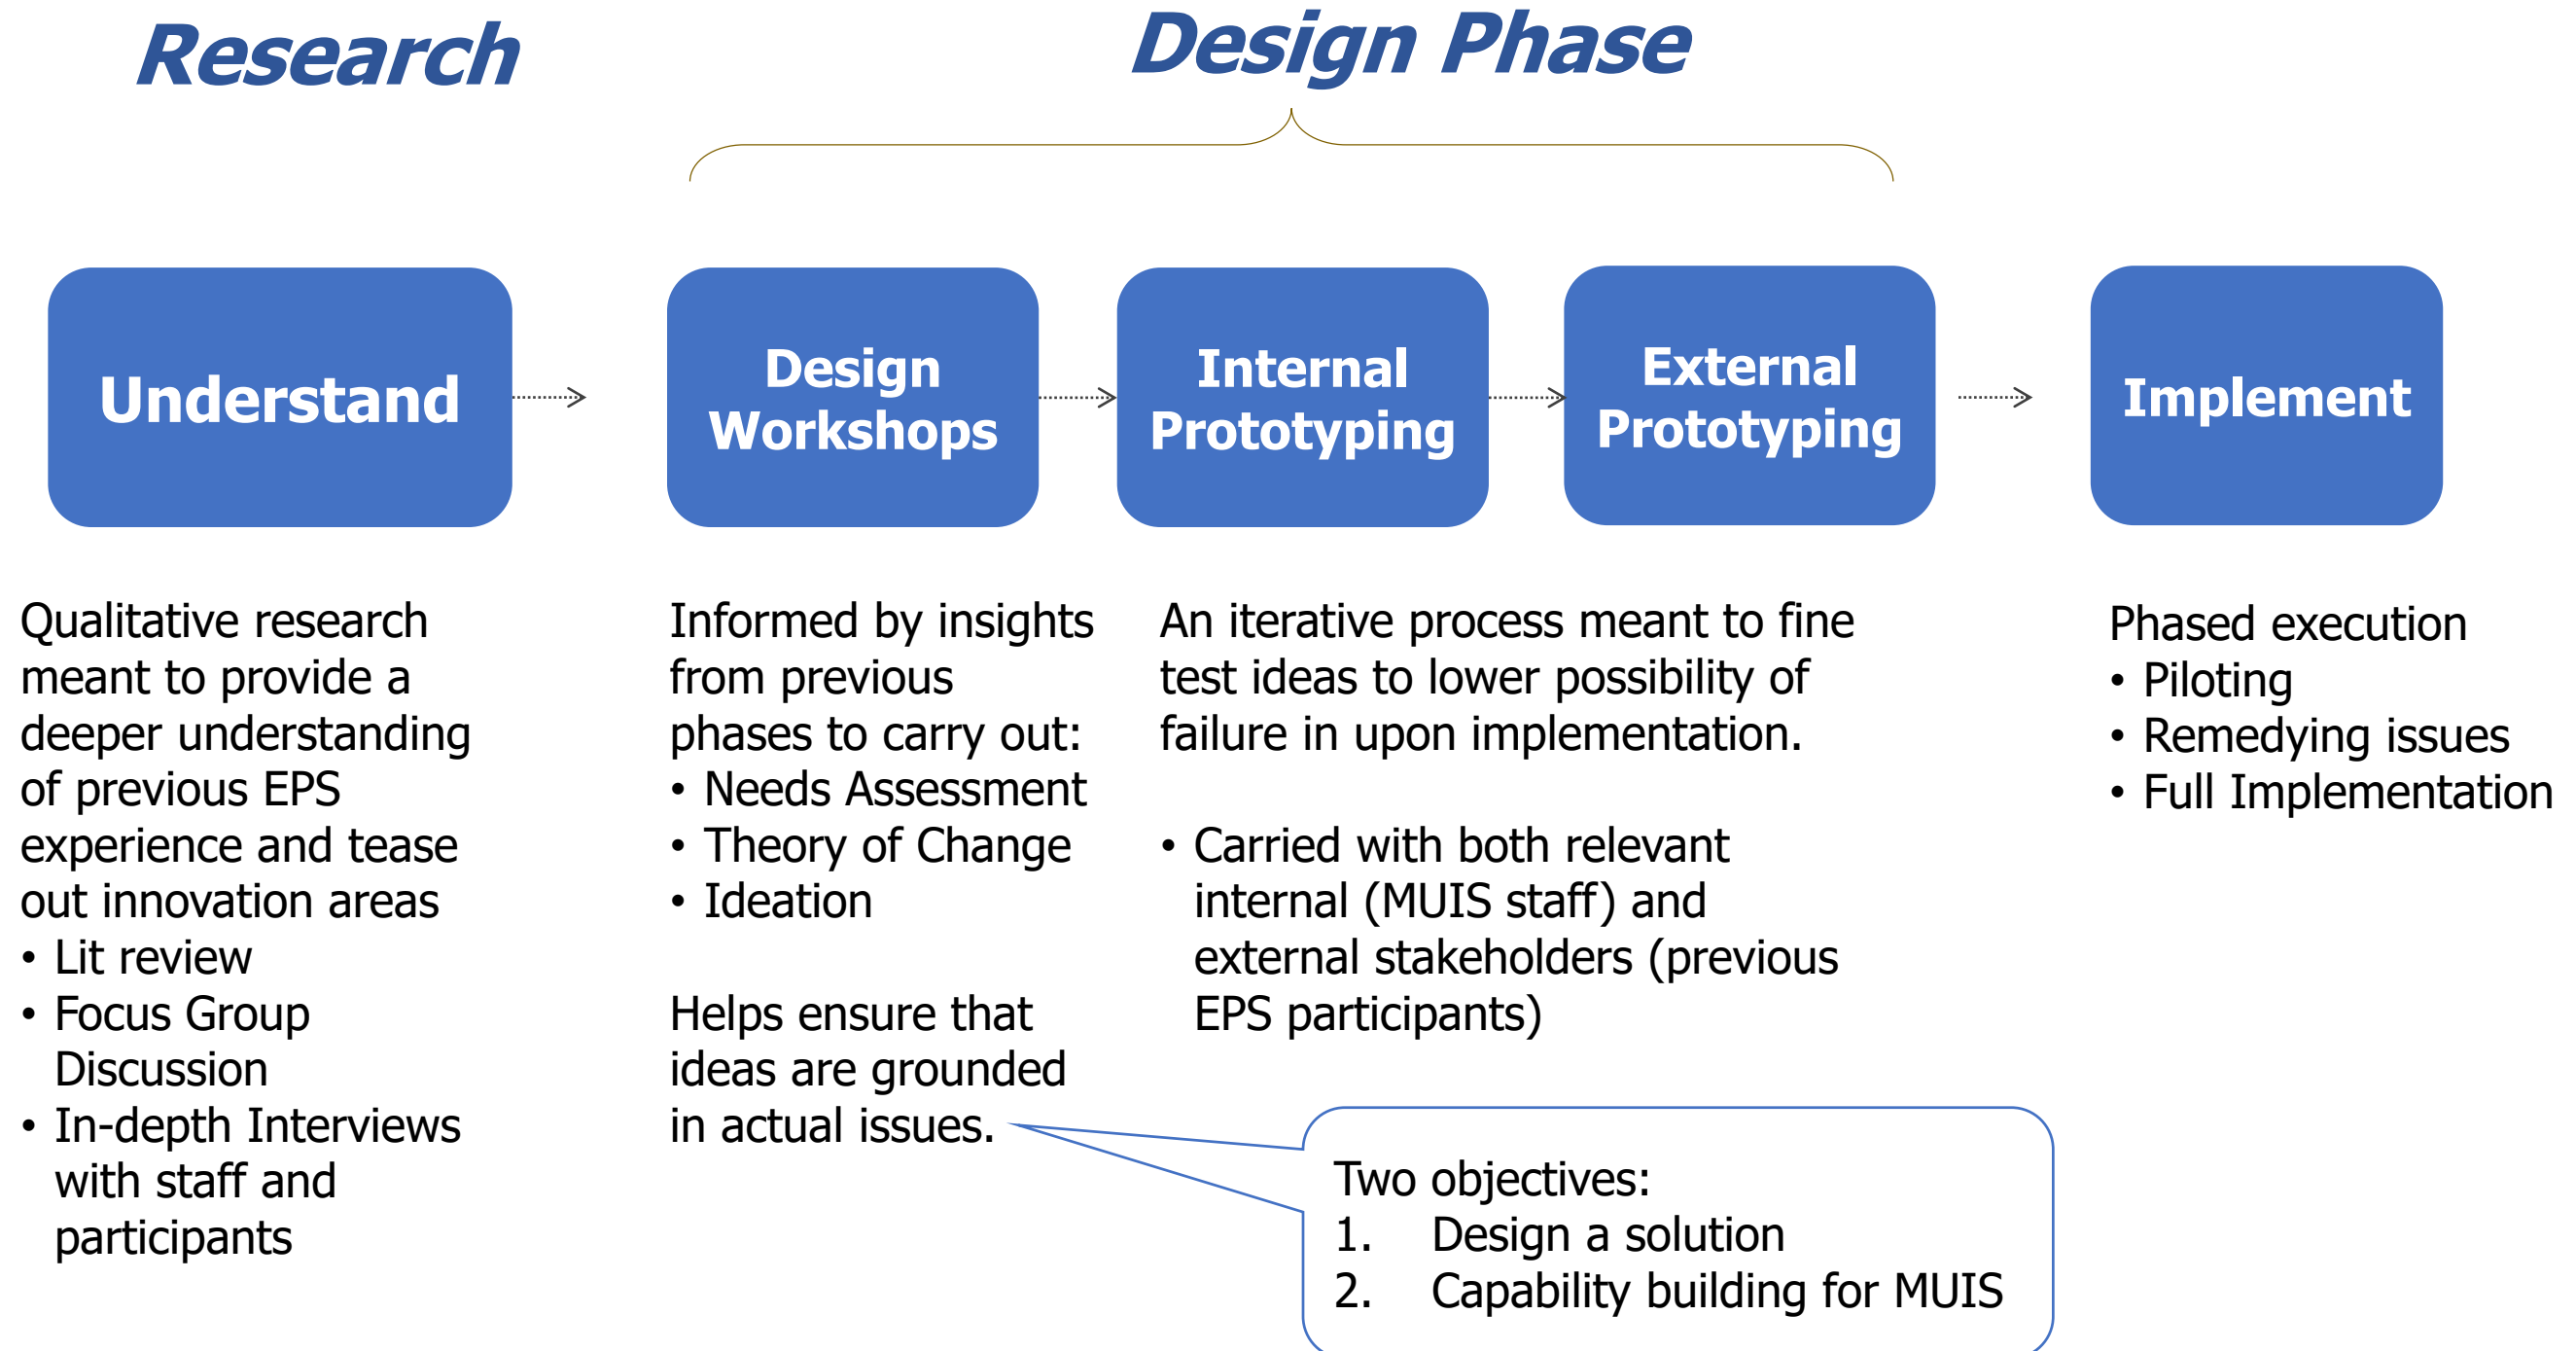 Research
Design Phase
Understand
Design
Workshops
Internal
Prototyping
External
Prototyping
Implement
Qualitative research
meant to provide a
deeper understanding
of previous EPS
experience and tease
out innovation areas
• Lit review
• Focus Group
Discussion
• In-depth Interviews
with staff and
participants
Informed by insights
from previous
phases to carry out:
• Needs Assessment
• Theory of Change
• Ideation
Helps ensure that
ideas are grounded
in actual issues.
An iterative process meant to fine
test ideas to lower possibility of
failure in upon implementation.
• Carried with both relevant
internal (MUIS staff) and
external stakeholders (previous
EPS participants)
Two objectives:
1. Design a solution
2. Capability building for MUIS
Phased execution
• Piloting
• Remedying issues
• Full Implementation